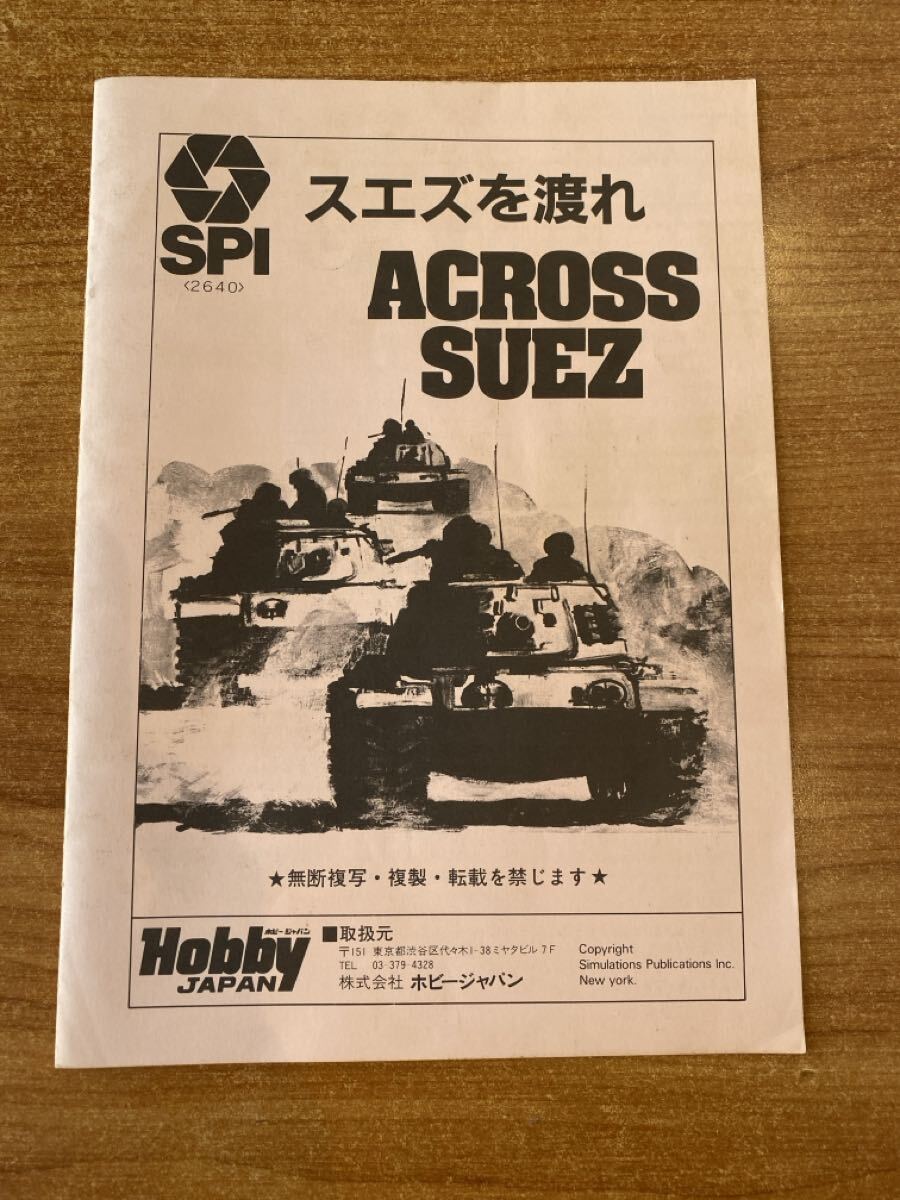 SPI
〈2640〉
スエズを渡れ
ACROSS
SUEZ
★無断複写・複製・転載を禁じます★
ホビージャパン
Hobby
JAPAN
■取扱元
〒151 東京都渋谷区代々木1-38ミヤタビル7F
TEL 03-379-4328
株式会社 ホビージャパン
Copyright
Simulations Publications Inc.
New york.